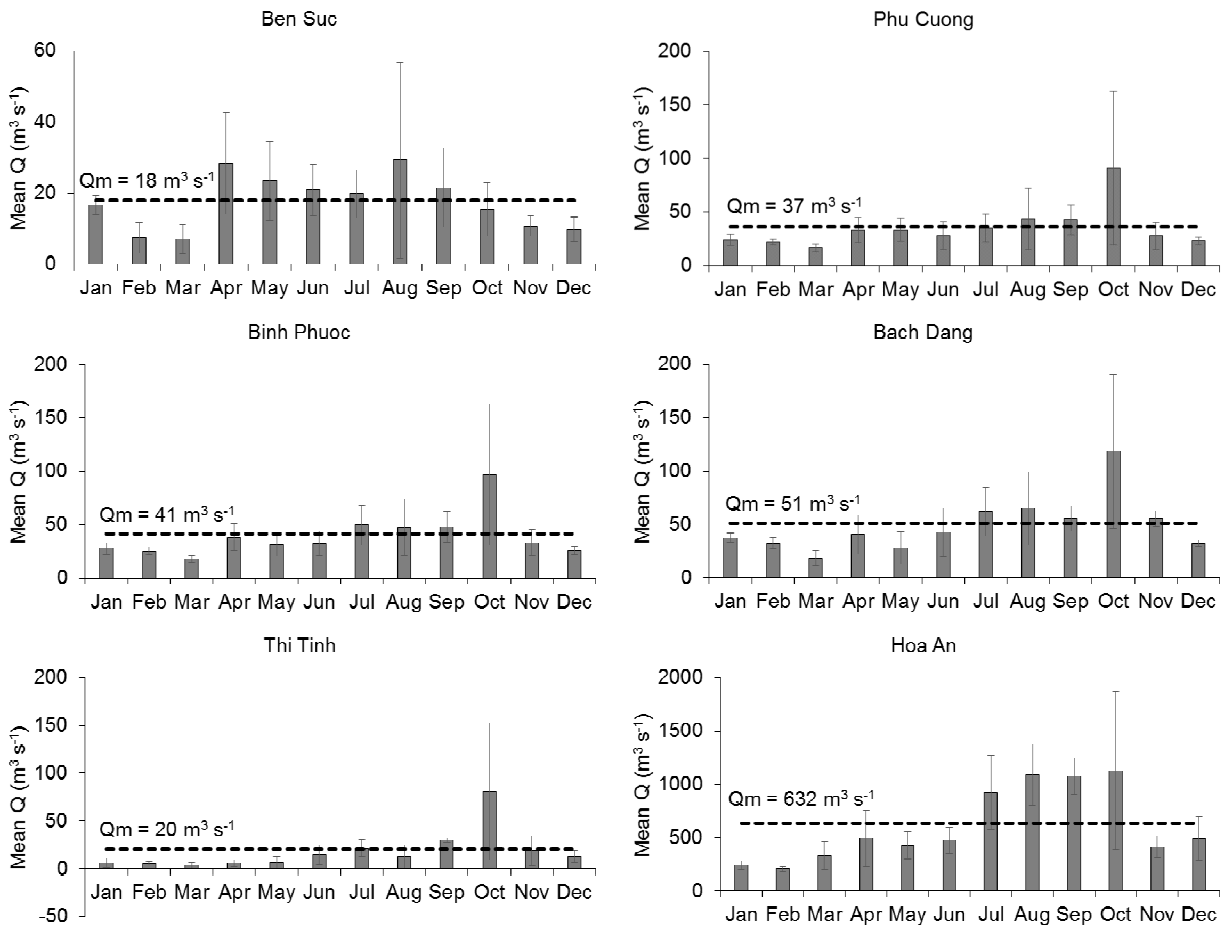 Ben Suc
Mean Q (m³ s⁻¹)
60
40
20
0
Qm = 18 m³ s⁻¹
Jan Feb Mar Apr May Jun Jul Aug Sep Oct Nov Dec
Phu Cuong
Mean Q (m³ s⁻¹)
200
150
100
50
0
Qm = 37 m³ s⁻¹
Jan Feb Mar Apr May Jun Jul Aug Sep Oct Nov Dec
Binh Phuoc
Mean Q (m³ s⁻¹)
200
150
100
50
0
Qm = 41 m³ s⁻¹
Jan Feb Mar Apr May Jun Jul Aug Sep Oct Nov Dec
Bach Dang
Mean Q (m³ s⁻¹)
200
150
100
50
0
Qm = 51 m³ s⁻¹
Jan Feb Mar Apr May Jun Jul Aug Sep Oct Nov Dec
Thi Tinh
Mean Q (m³ s⁻¹)
200
150
100
50
0
-50
Qm = 20 m³ s⁻¹
Jan Feb Mar Apr May Jun Jul Aug Sep Oct Nov Dec
Hoa An
Mean Q (m³ s⁻¹)
2000
1500
1000
500
0
Qm = 632 m³ s⁻¹
Jan Feb Mar Apr May Jun Jul Aug Sep Oct Nov Dec